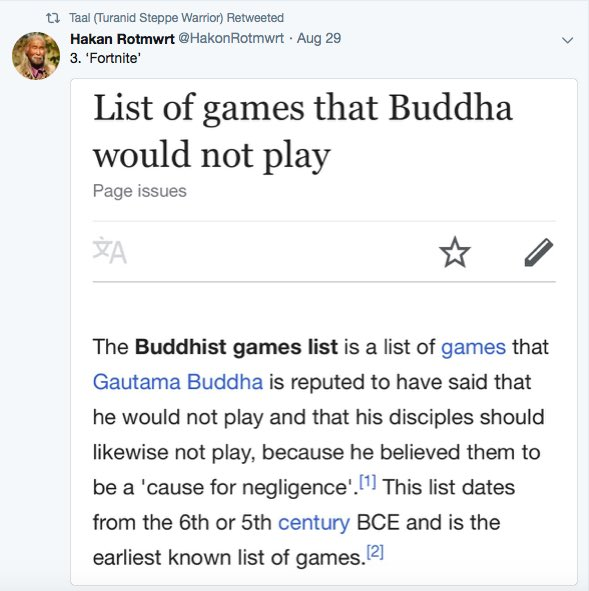 Taal (Turanid Steppe Warrior) Retweeted
Hakan Rotmwrt @HakonRotmwrt · Aug 29
3. ‘Fortnite’
List of games that Buddha
would not play
Page issues
文A
The Buddhist games list is a list of games that
Gautama Buddha is reputed to have said that
he would not play and that his disciples should
likewise not play, because he believed them to
be a 'cause for negligence'.[1] This list dates
from the 6th or 5th century BCE and is the
earliest known list of games.[2]